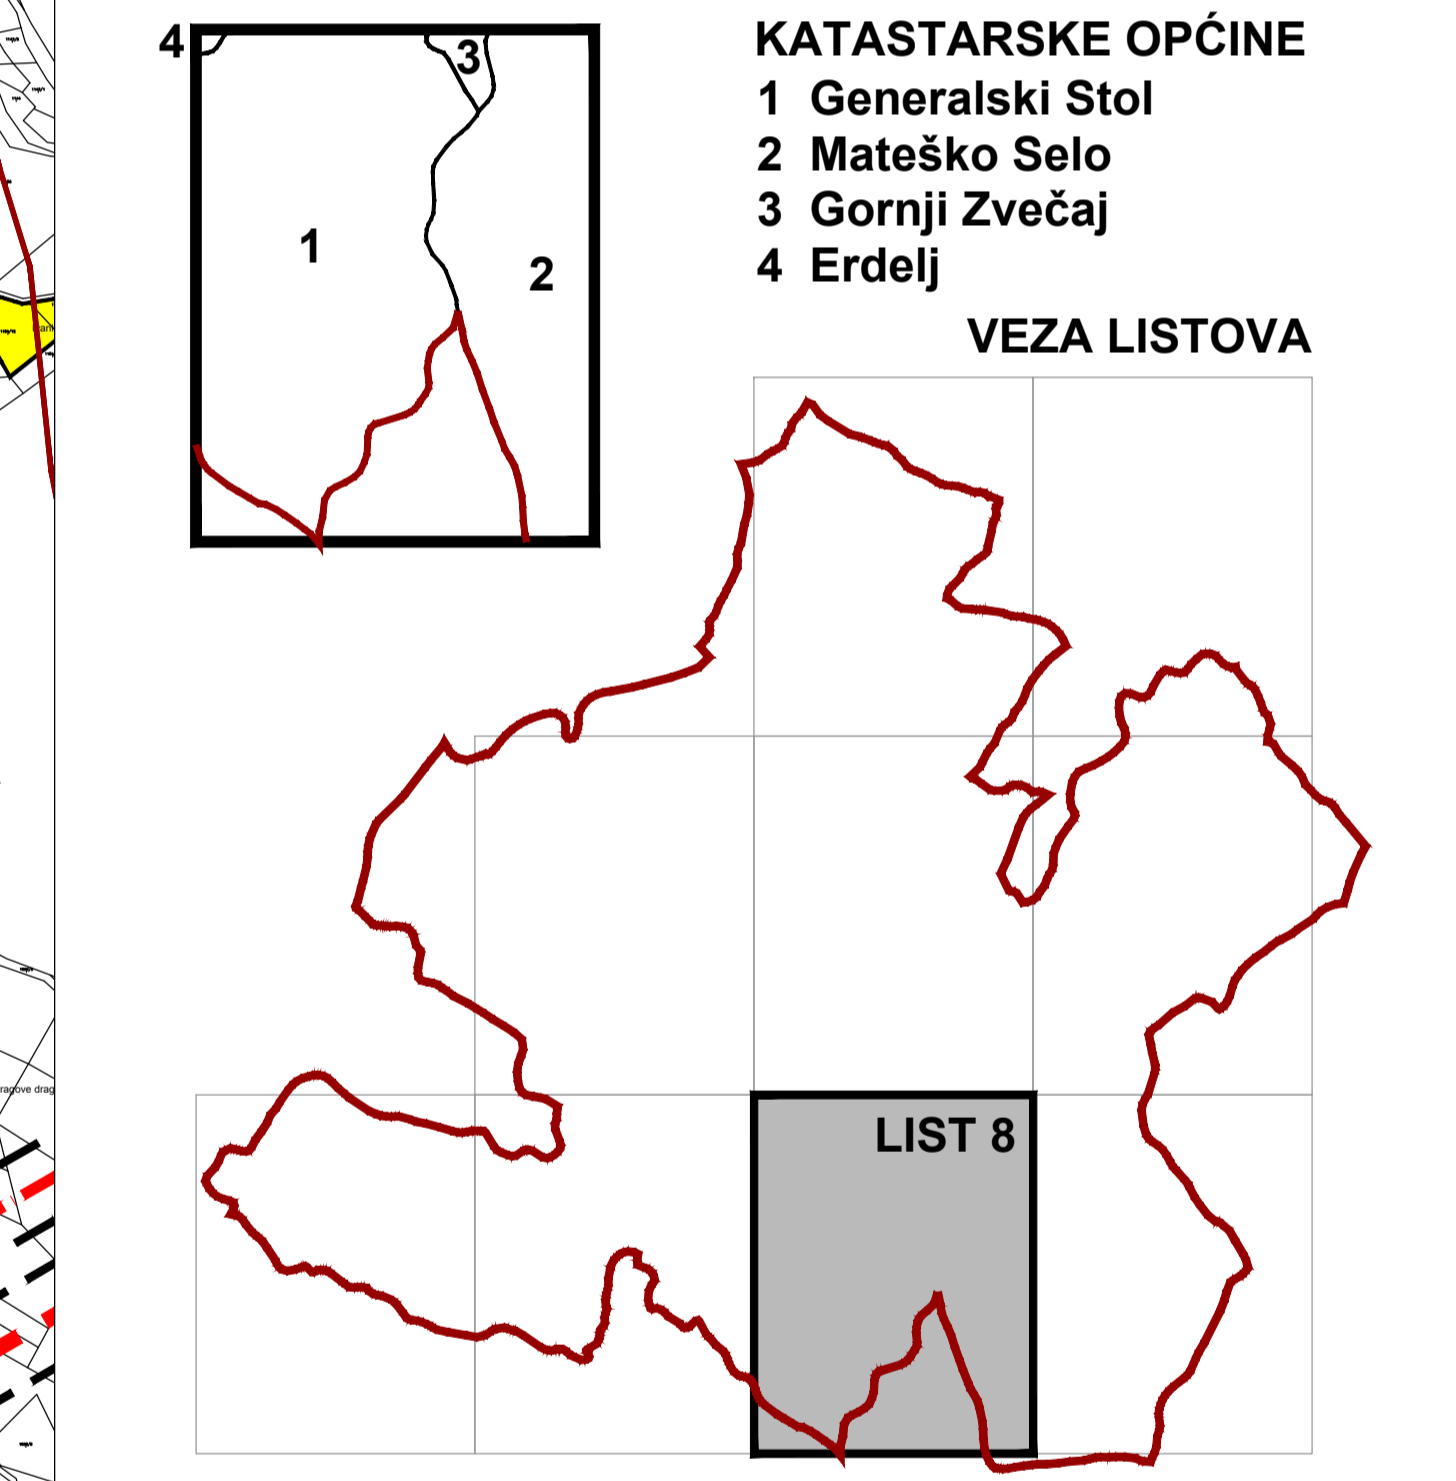 4
3
1
2
KATASTARSKE OPĆINE
1 Generalski Stol
2 Mateško Selo
3 Gornji Zvečaj
4 Erdelj
VEZA LISTOVA
LIST 8